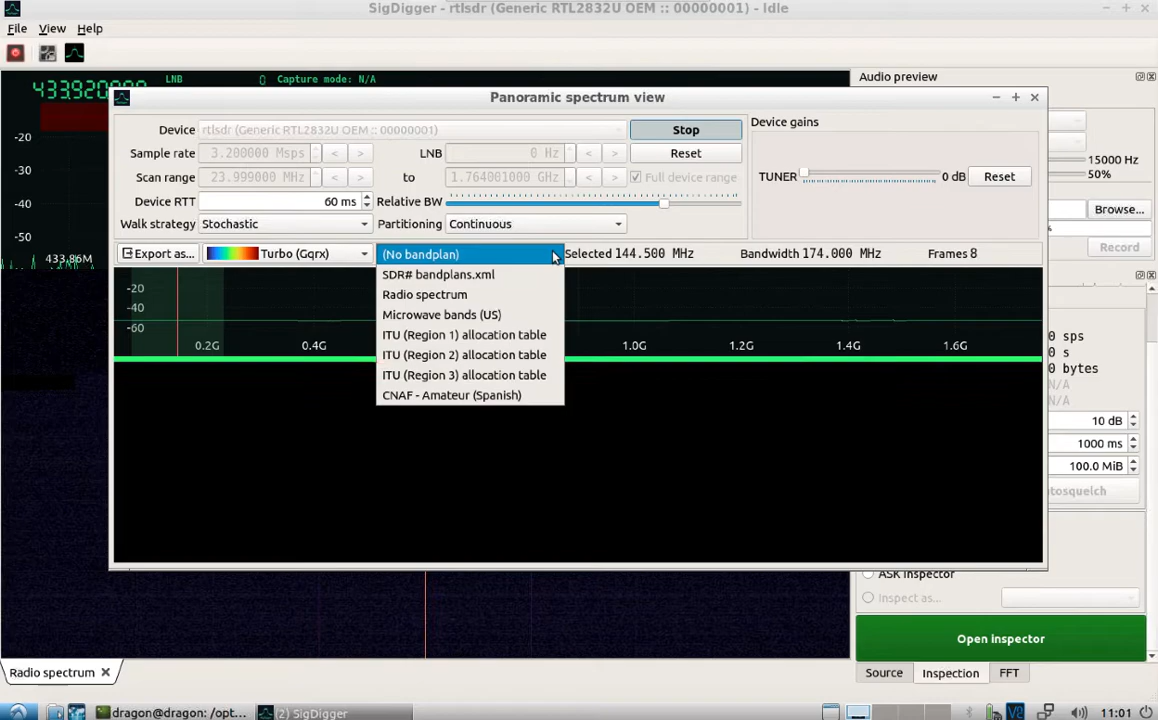 SigDigger - rtlsdr (Generic RTL2832U OEM :: 00000001) - Idle
File View Help
433.920.000 LNB 0 Capture mode: N/A
Audio preview
Panoramic spectrum view
Device rtlsdr (Generic RTL2832U OEM :: 00000001) Stop
Device gains
Sample rate 3.200000 Msps < > LNB 0 Hz < > Reset
Scan range 23.999000 MHz < > to 1.764001000 GHz < > Full device range
TUNER 0 dB Reset
Device RTT 60 ms Relative BW
Walk strategy Stochastic Partitioning Continuous
Export as... Turbo (Gqrx) (No bandplan) Selected 144.500 MHz Bandwidth 174.000 MHz Frames 8
SDR# bandplans.xml
Radio spectrum
Microwave bands (US)
ITU (Region 1) allocation table
ITU (Region 2) allocation table
ITU (Region 3) allocation table
CNAF - Amateur (Spanish)
-20
-40
-60
0.2G 0.4G 1.0G 1.2G 1.4G 1.6G
-20
-30
-40
-50
433.86M
15000 Hz
50%
Browse...
Record
0 sps
0 s
0 bytes
N/A
N/A
10 dB
1000 ms
100.0 MiB
utosquelch
ASK inspector
Inspect as...
Open inspector
Radio spectrum
Source Inspection FFT
dragon@dragon: /opt... (2) SigDigger 11:01